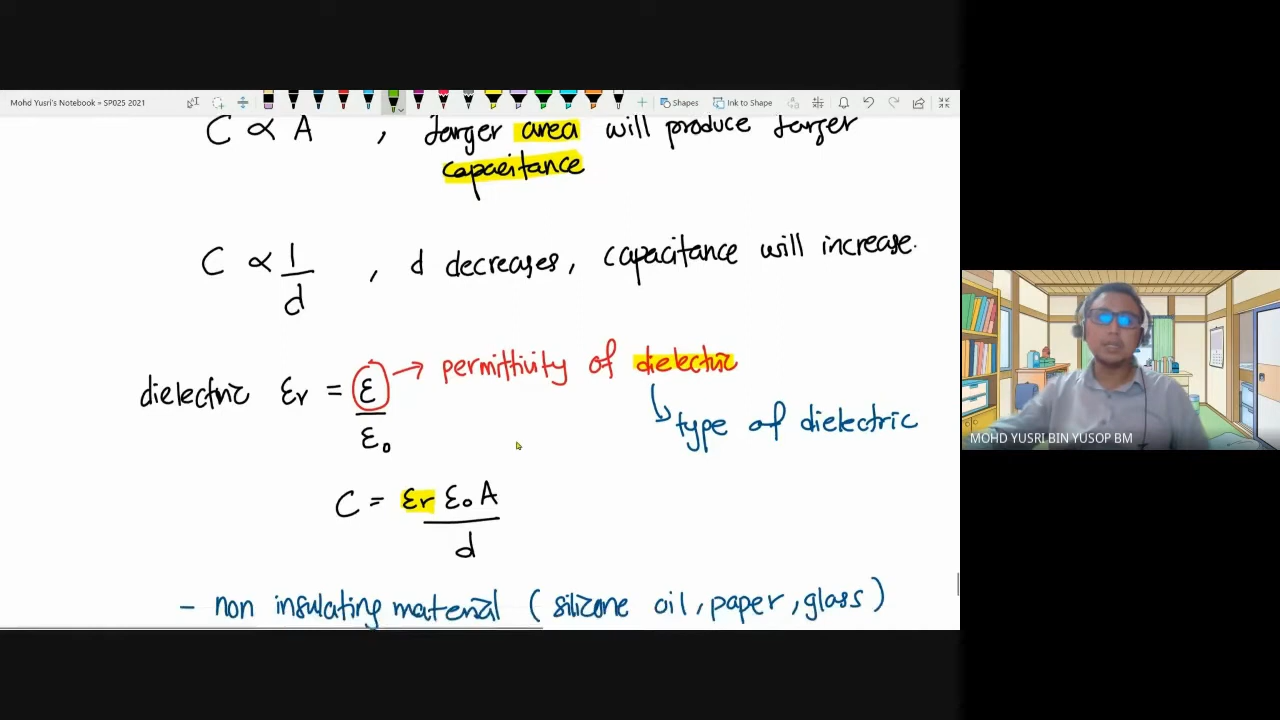 Mohd Yusri's Notebook » SP025 2021
Shapes
Ink to Shape
C ∝ A , larger area will produce larger
capacitance
C ∝ 1/d , d decreases, capacitance will increase.
dielectric εr = ε/ε₀ → permittivity of dielectric
type of dielectric
C = εr ε₀ A / d
- non insulating material ( silicone oil, paper, glass )
MOHD YUSRI BIN YUSOP BM